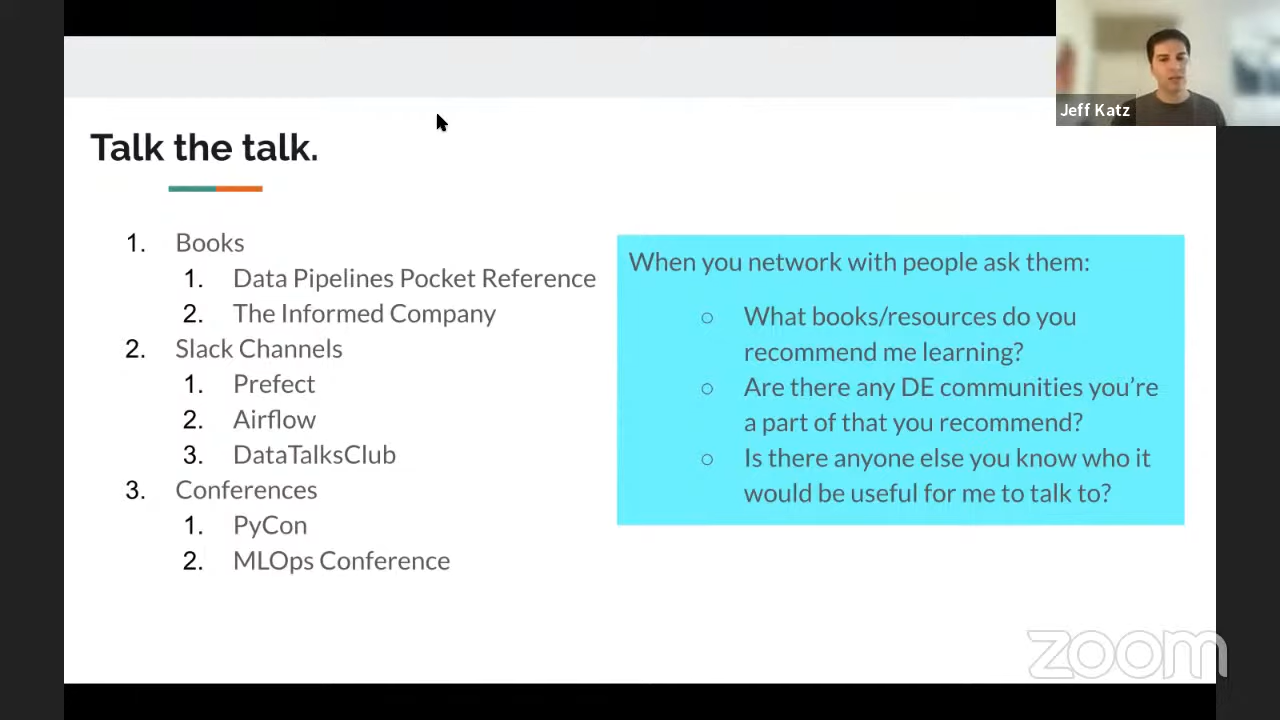 Jeff Katz
Talk the talk.
1. Books
1. Data Pipelines Pocket Reference
2. The Informed Company
2. Slack Channels
1. Prefect
2. Airflow
3. DataTalksClub
3. Conferences
1. PyCon
2. MLOps Conference
When you network with people ask them:
○ What books/resources do you
recommend me learning?
○ Are there any DE communities you’re
a part of that you recommend?
○ Is there anyone else you know who it
would be useful for me to talk to?
zoom